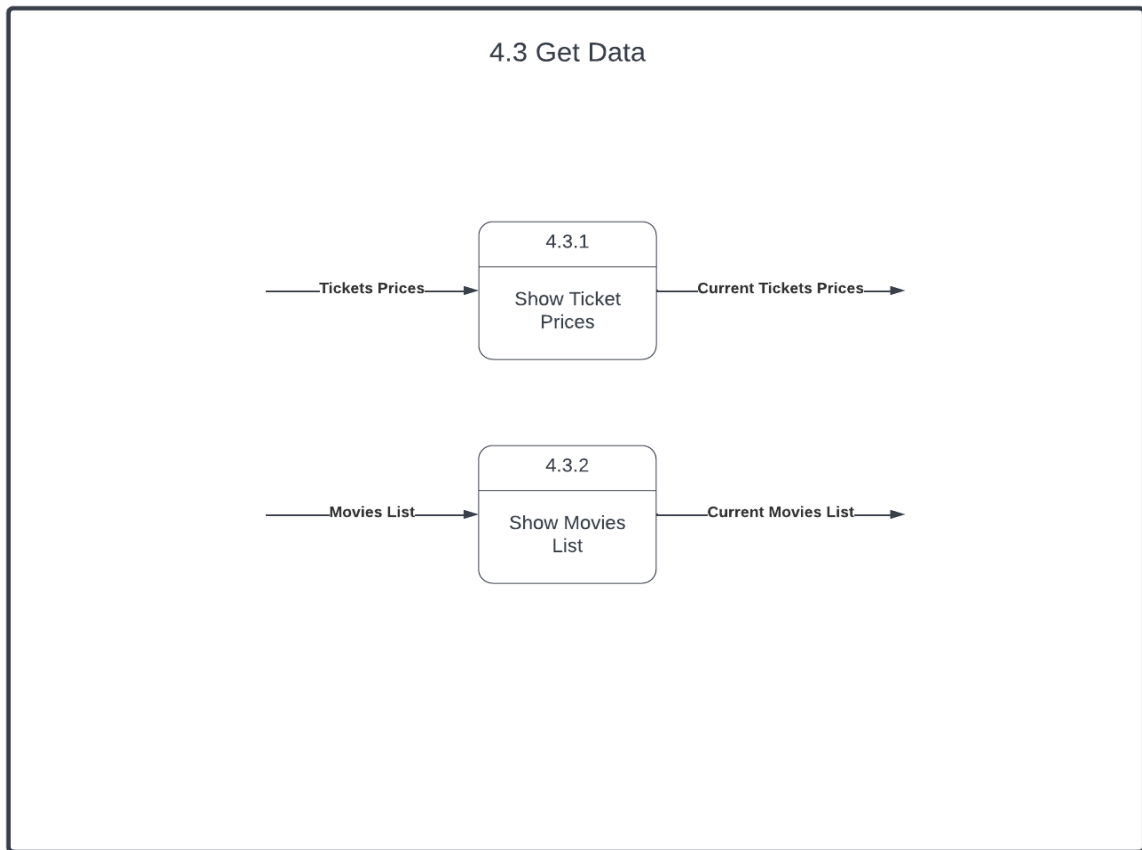 4.3 Get Data
4.3.1
Tickets Prices
Show Ticket
Prices
Current Tickets Prices
4.3.2
Movies List
Show Movies
List
Current Movies List